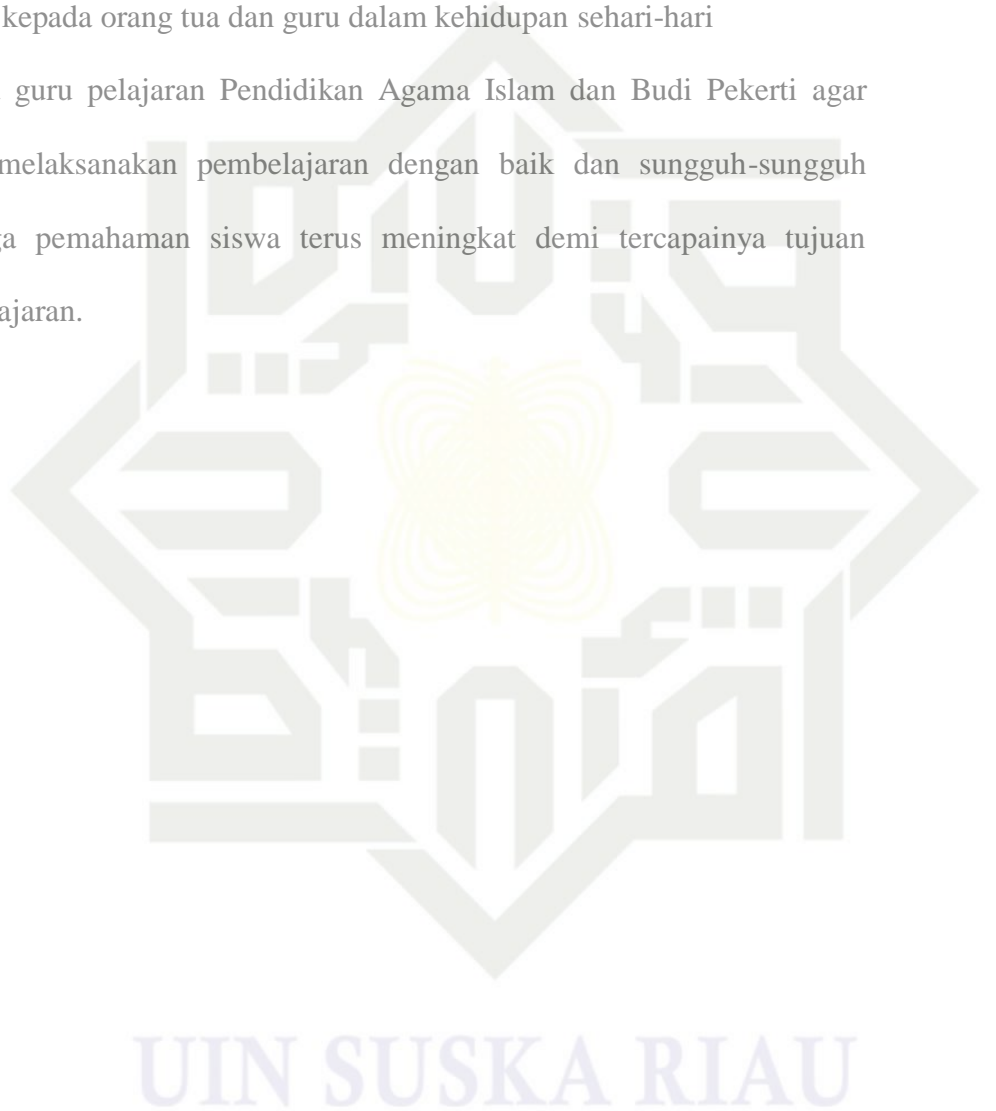 kepada orang tua dan guru dalam kehidupan sehari-hari
guru pelajaran Pendidikan Agama Islam dan Budi Pekerti agar
melaksanakan pembelajaran dengan baik dan sungguh-sungguh
ga pemahaman siswa terus meningkat demi tercapainya tujuan
ajaran.
UIN SUSKA RIAU